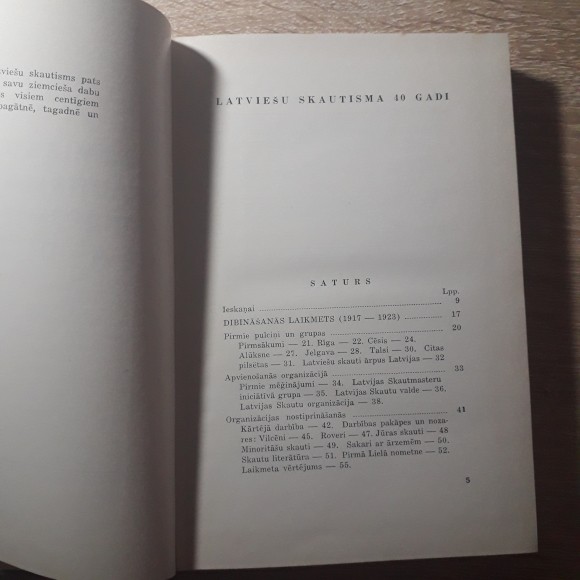 viešu skautisms pats
savu ziemcieša dabu
s visiem centīgiem
pagātnē, tagadnē un
LATVIEŠU SKAUTISMA 40 GADI
SATURS
Lpp.
Ieskaņai 9
DIBINĀŠANĀS LAIKMETS (1917 — 1923) 17
Pirmie pulciņi un grupas 20
Pirmsākumi — 21. Rīga — 22. Cēsis — 24.
Alūksne — 27. Jelgava — 28. Talsi — 30. Citas
pilsētas — 31. Latviešu skauti ārpus Latvijas — 32
Apvienošanās organizācijā 33
Pirmie mēģinājumi — 34. Latvijas Skautmasteru
iniciātīvā grupa — 35. Latvijas Skautu valde — 36.
Latvijas Skautu organizācija — 38.
Organizācijas nostiprināšanās 41
Kārtējā darbība — 42. Darbības pakāpes un noza-
res: Vilcēni — 45. Roveri — 47. Jūras skauti — 48
Minoritāšu skauti — 49. Sakari ar ārzemēm — 50.
Skautu literātūra — 51. Pirmā Lielā nometne — 52.
Laikmeta vērtējums — 55.
5